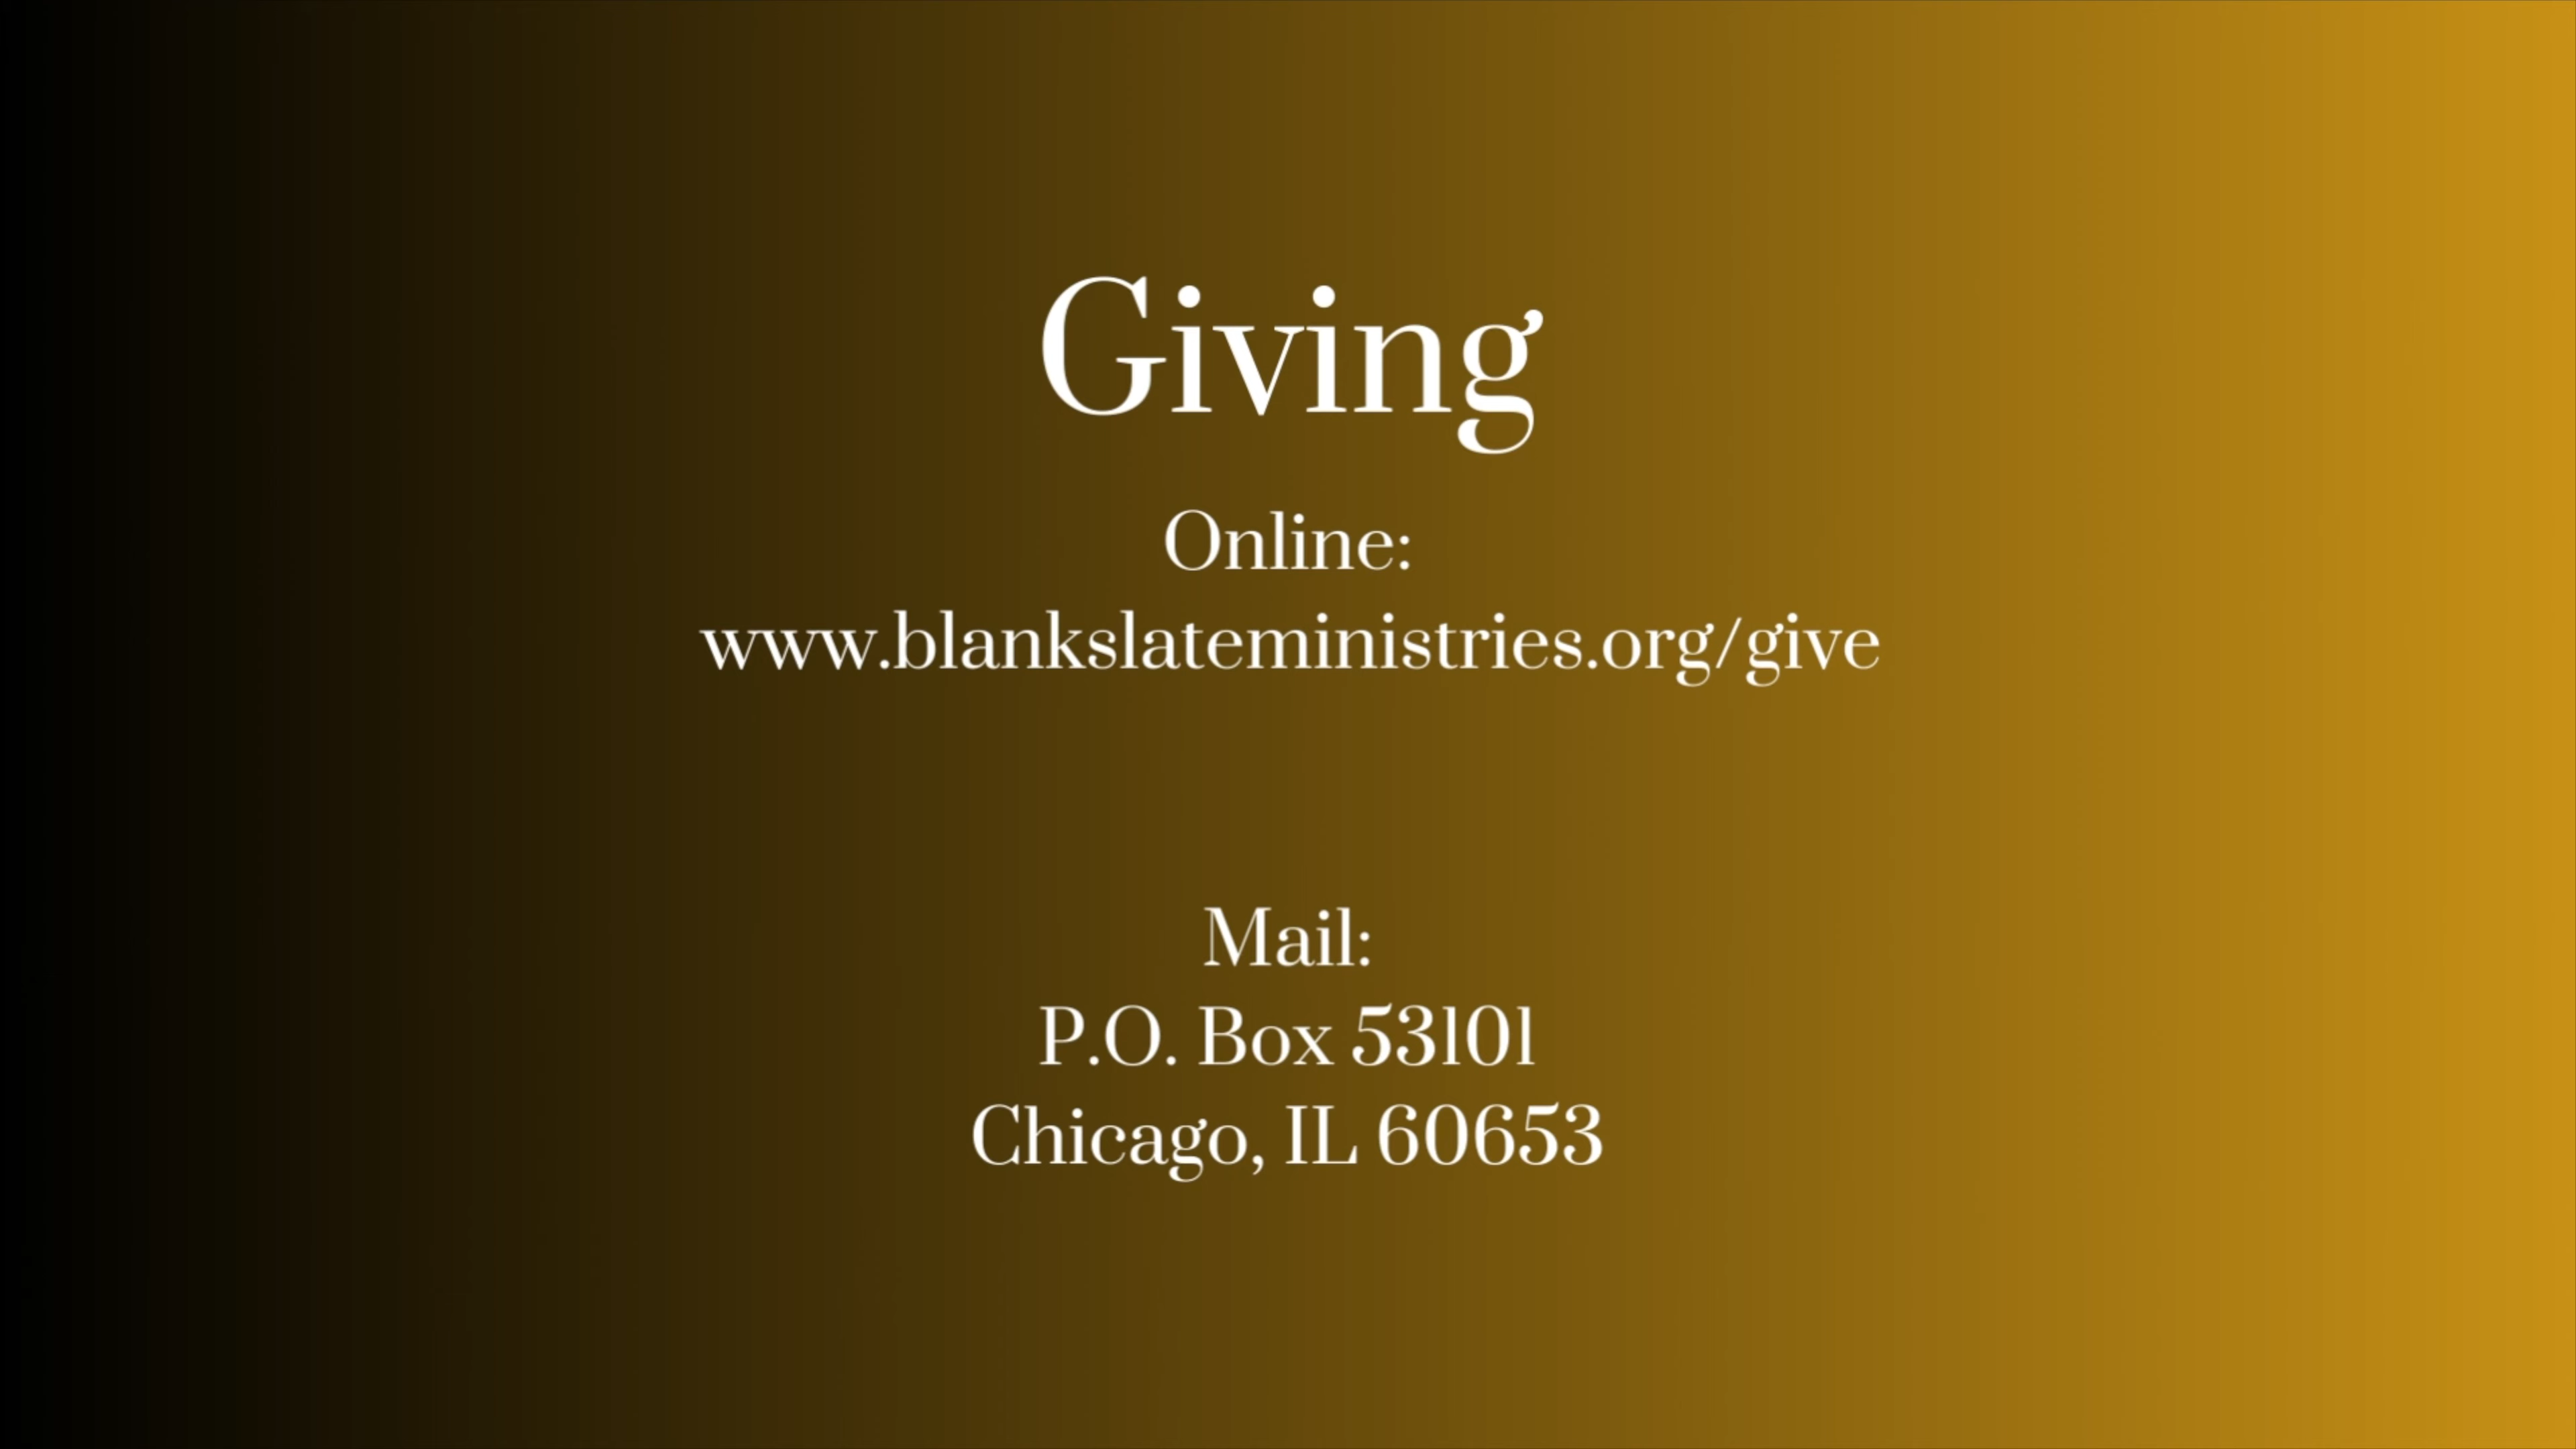 Giving
Online:
www.blankslateministries.org/give
Mail:
P.O. Box 53101
Chicago, IL 60653